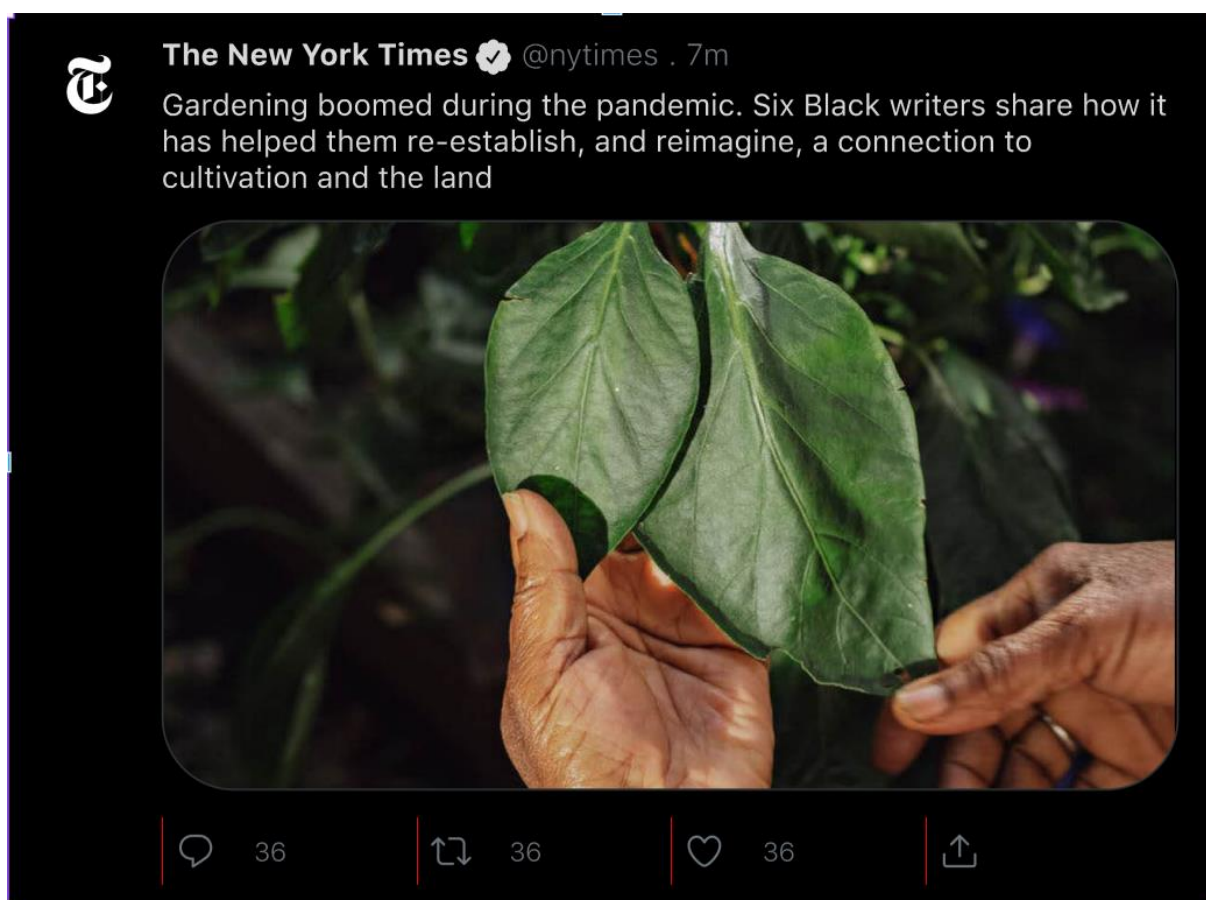 The New York Times @nytimes . 7m
Gardening boomed during the pandemic. Six Black writers share how it
has helped them re-establish, and reimagine, a connection to
cultivation and the land
36 36 36